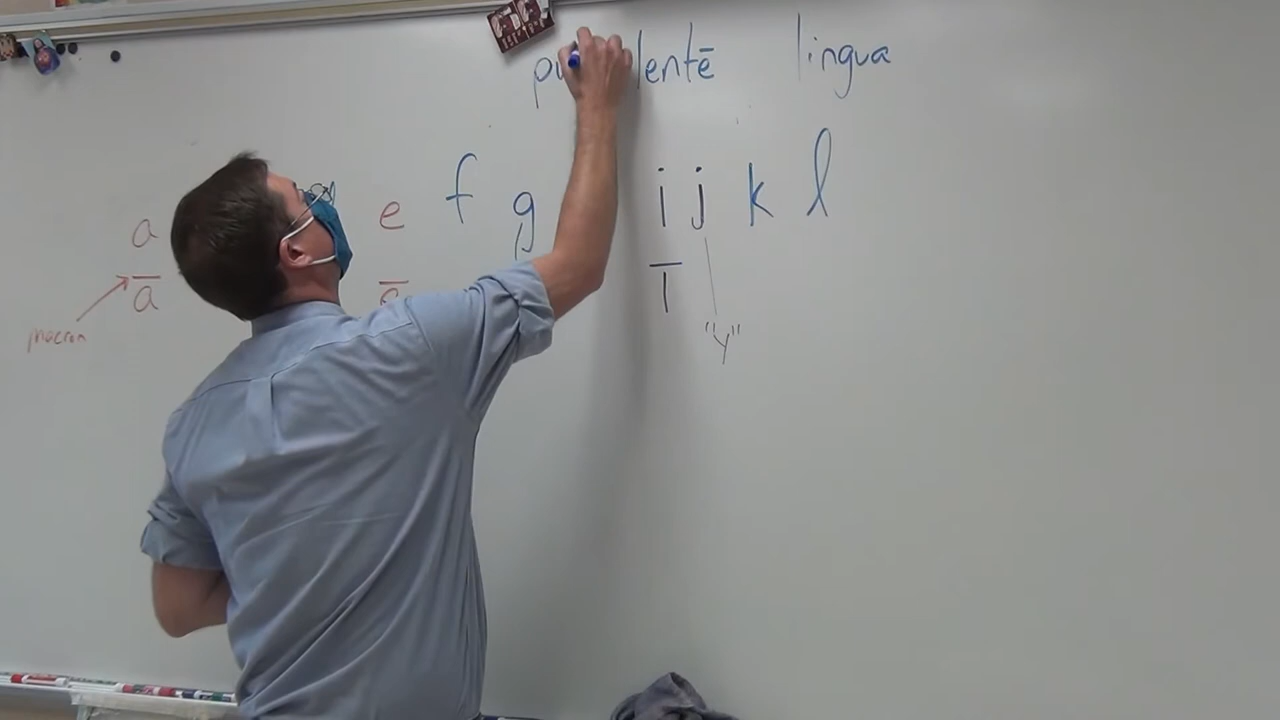 lentē lingua
a e f g i j k l
ā ī
macron "y"